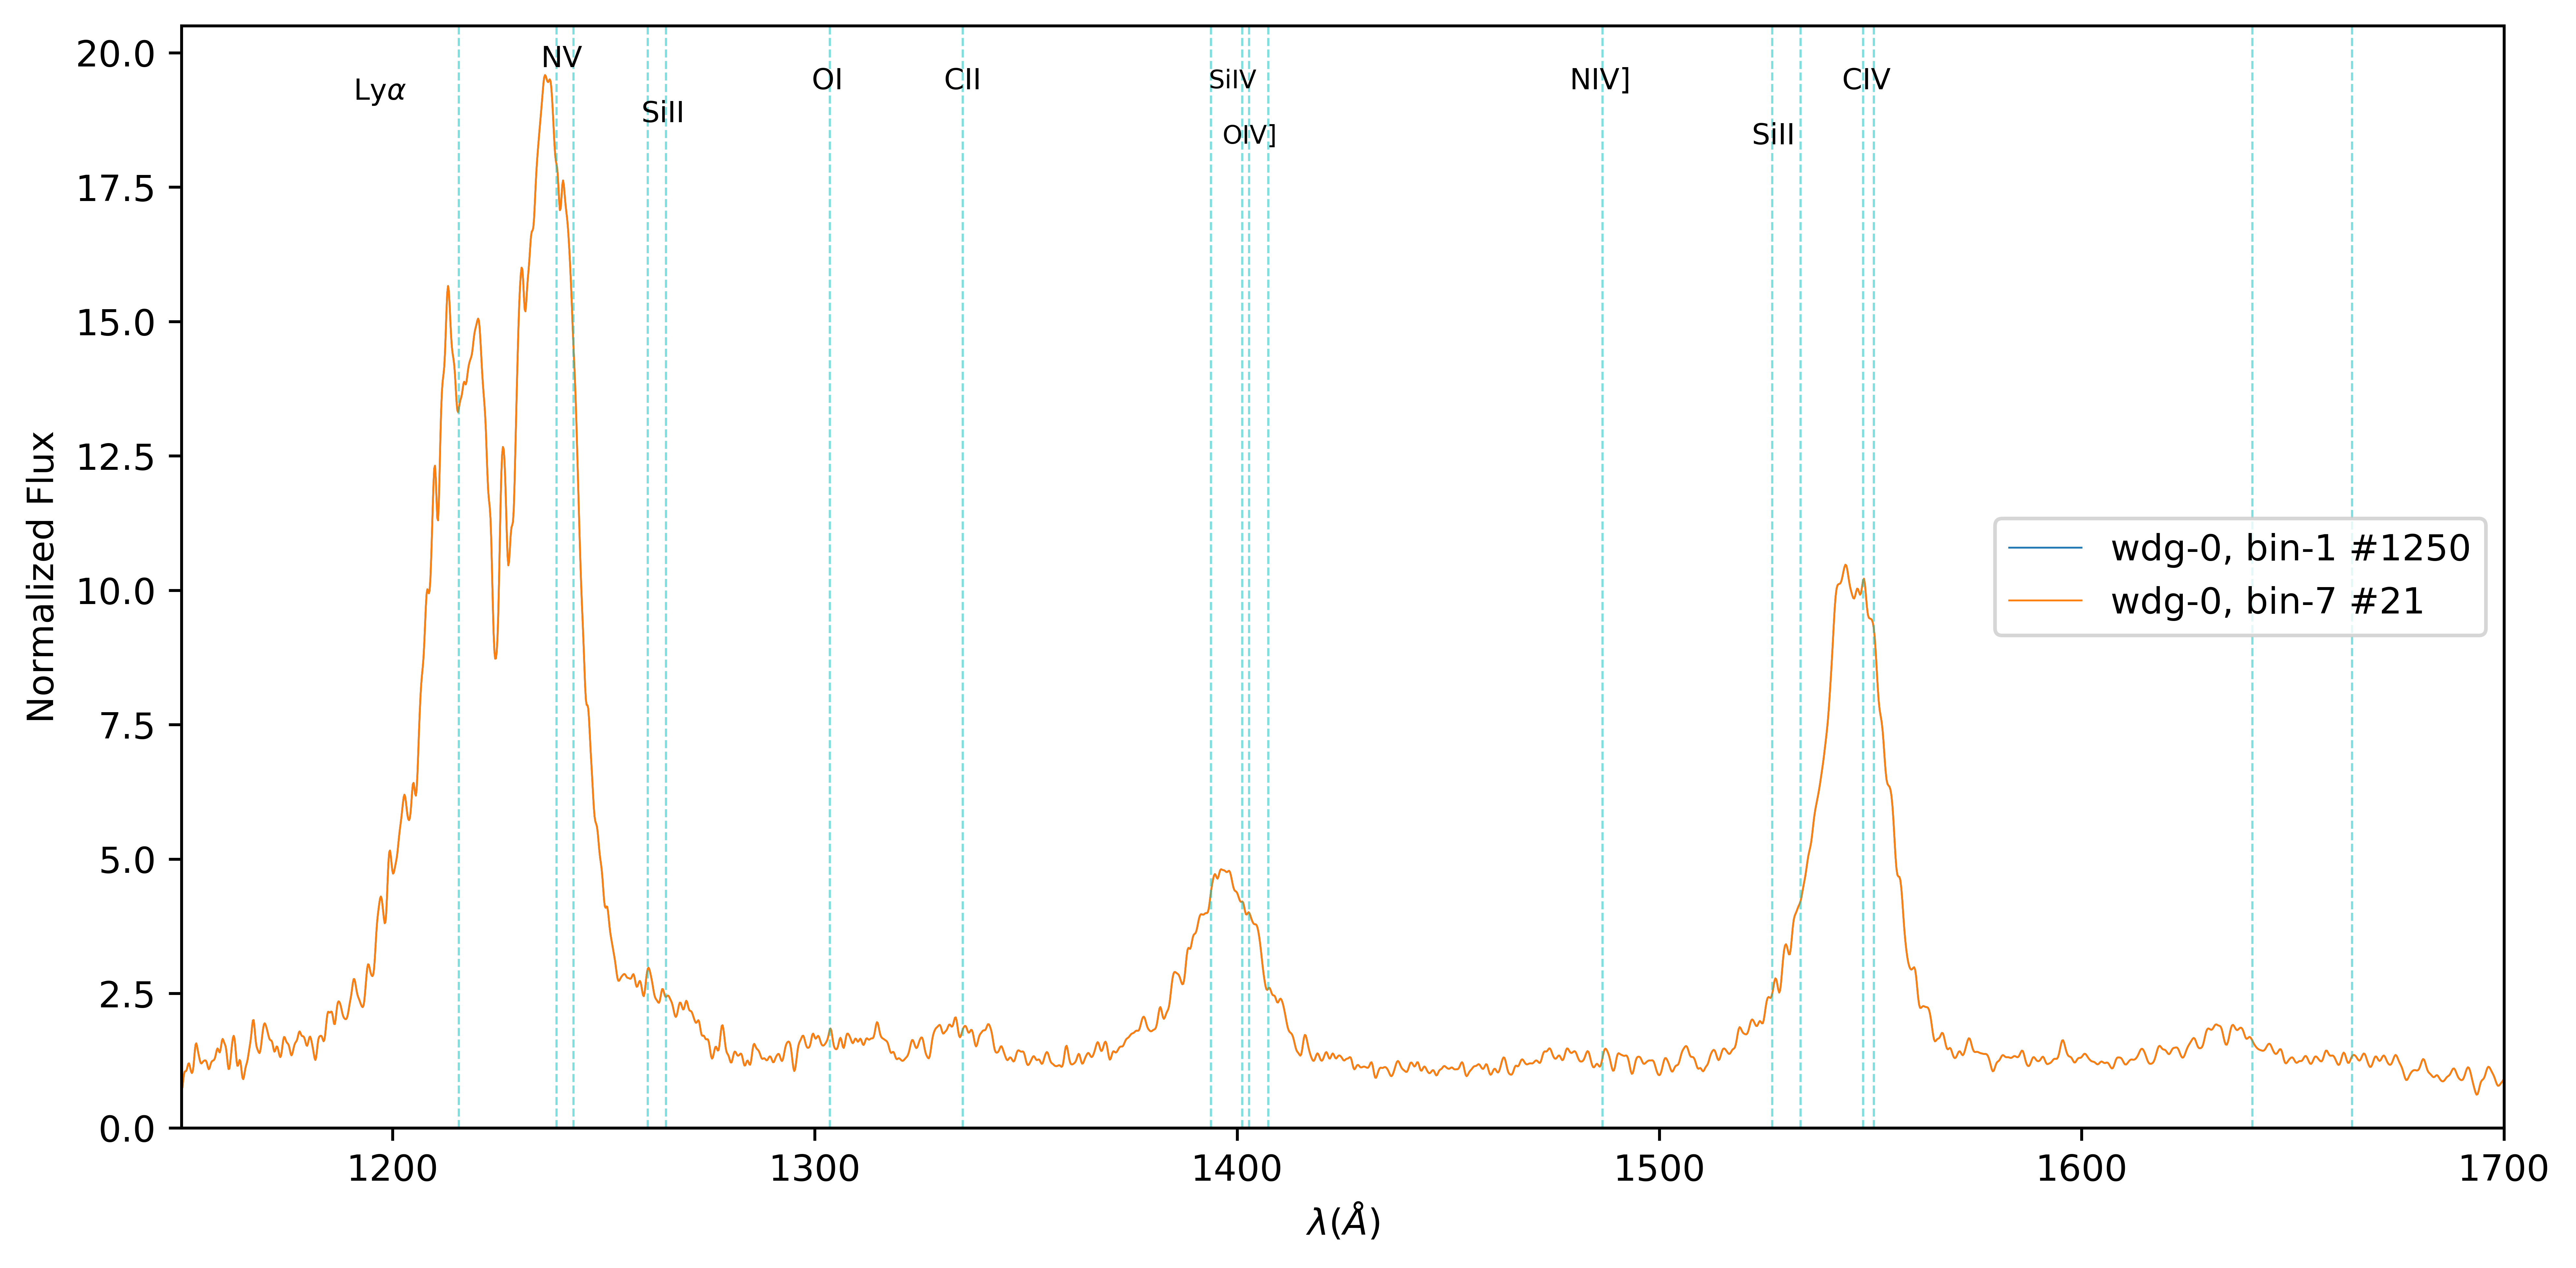 20.0
17.5
15.0
12.5
10.0
7.5
5.0
2.5
0.0
Normalized Flux
Lyα
NV
SiII
OI
CII
SiIV
OIV]
NIV]
SiII
CIV
wdg-0, bin-1 #1250
wdg-0, bin-7 #21
1200 1300 1400 1500 1600 1700
λ(Å)